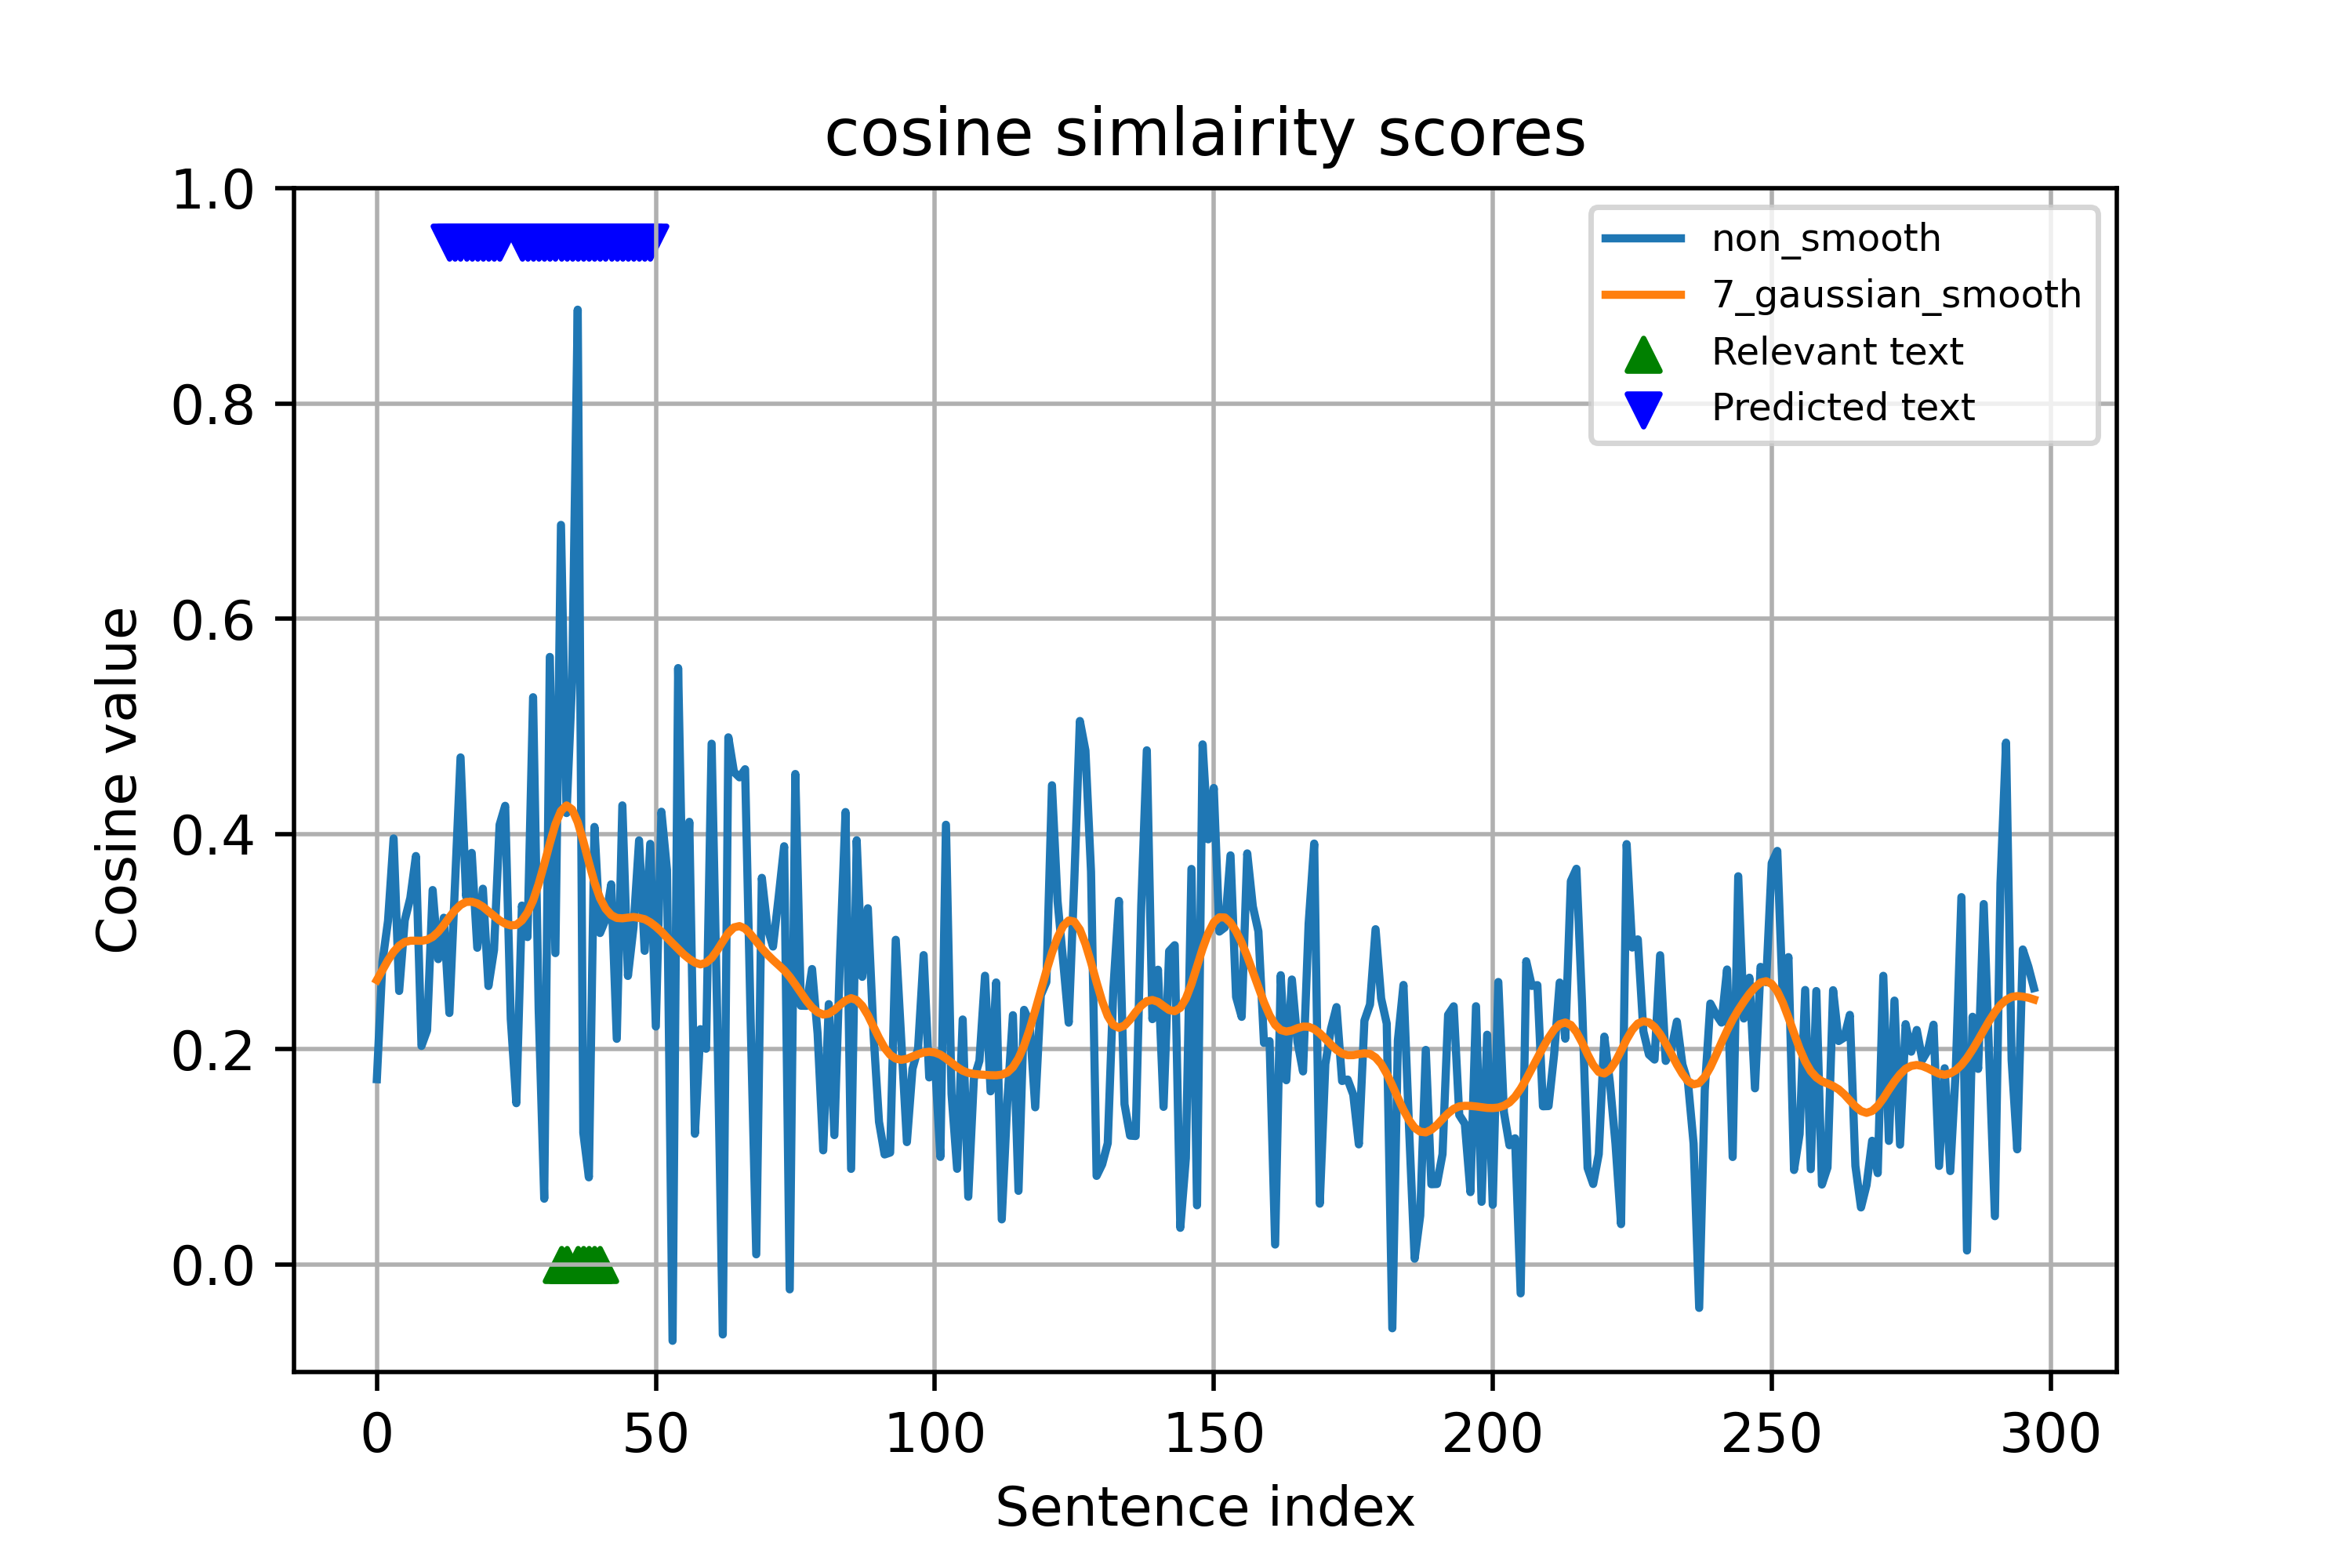 cosine simlairity scores
1.0
0.8
0.6
0.4
0.2
0.0
Cosine value
non_smooth
7_gaussian_smooth
Relevant text
Predicted text
0 50 100 150 200 250 300
Sentence index